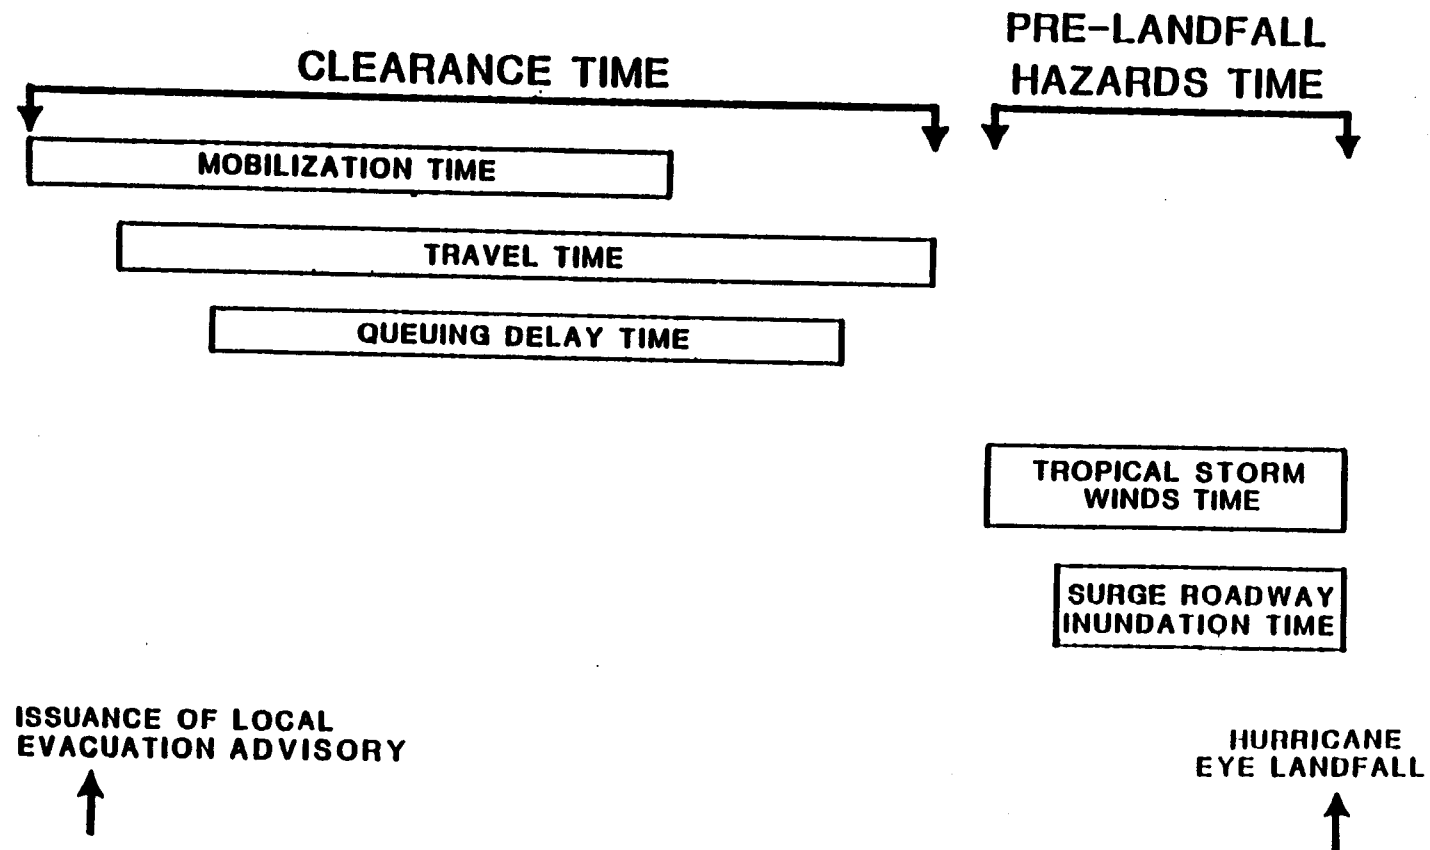 CLEARANCE TIME
PRE-LANDFALL
HAZARDS TIME
MOBILIZATION TIME
TRAVEL TIME
QUEUING DELAY TIME
TROPICAL STORM
WINDS TIME
SURGE ROADWAY
INUNDATION TIME
ISSUANCE OF LOCAL
EVACUATION ADVISORY
HURRICANE
EYE LANDFALL